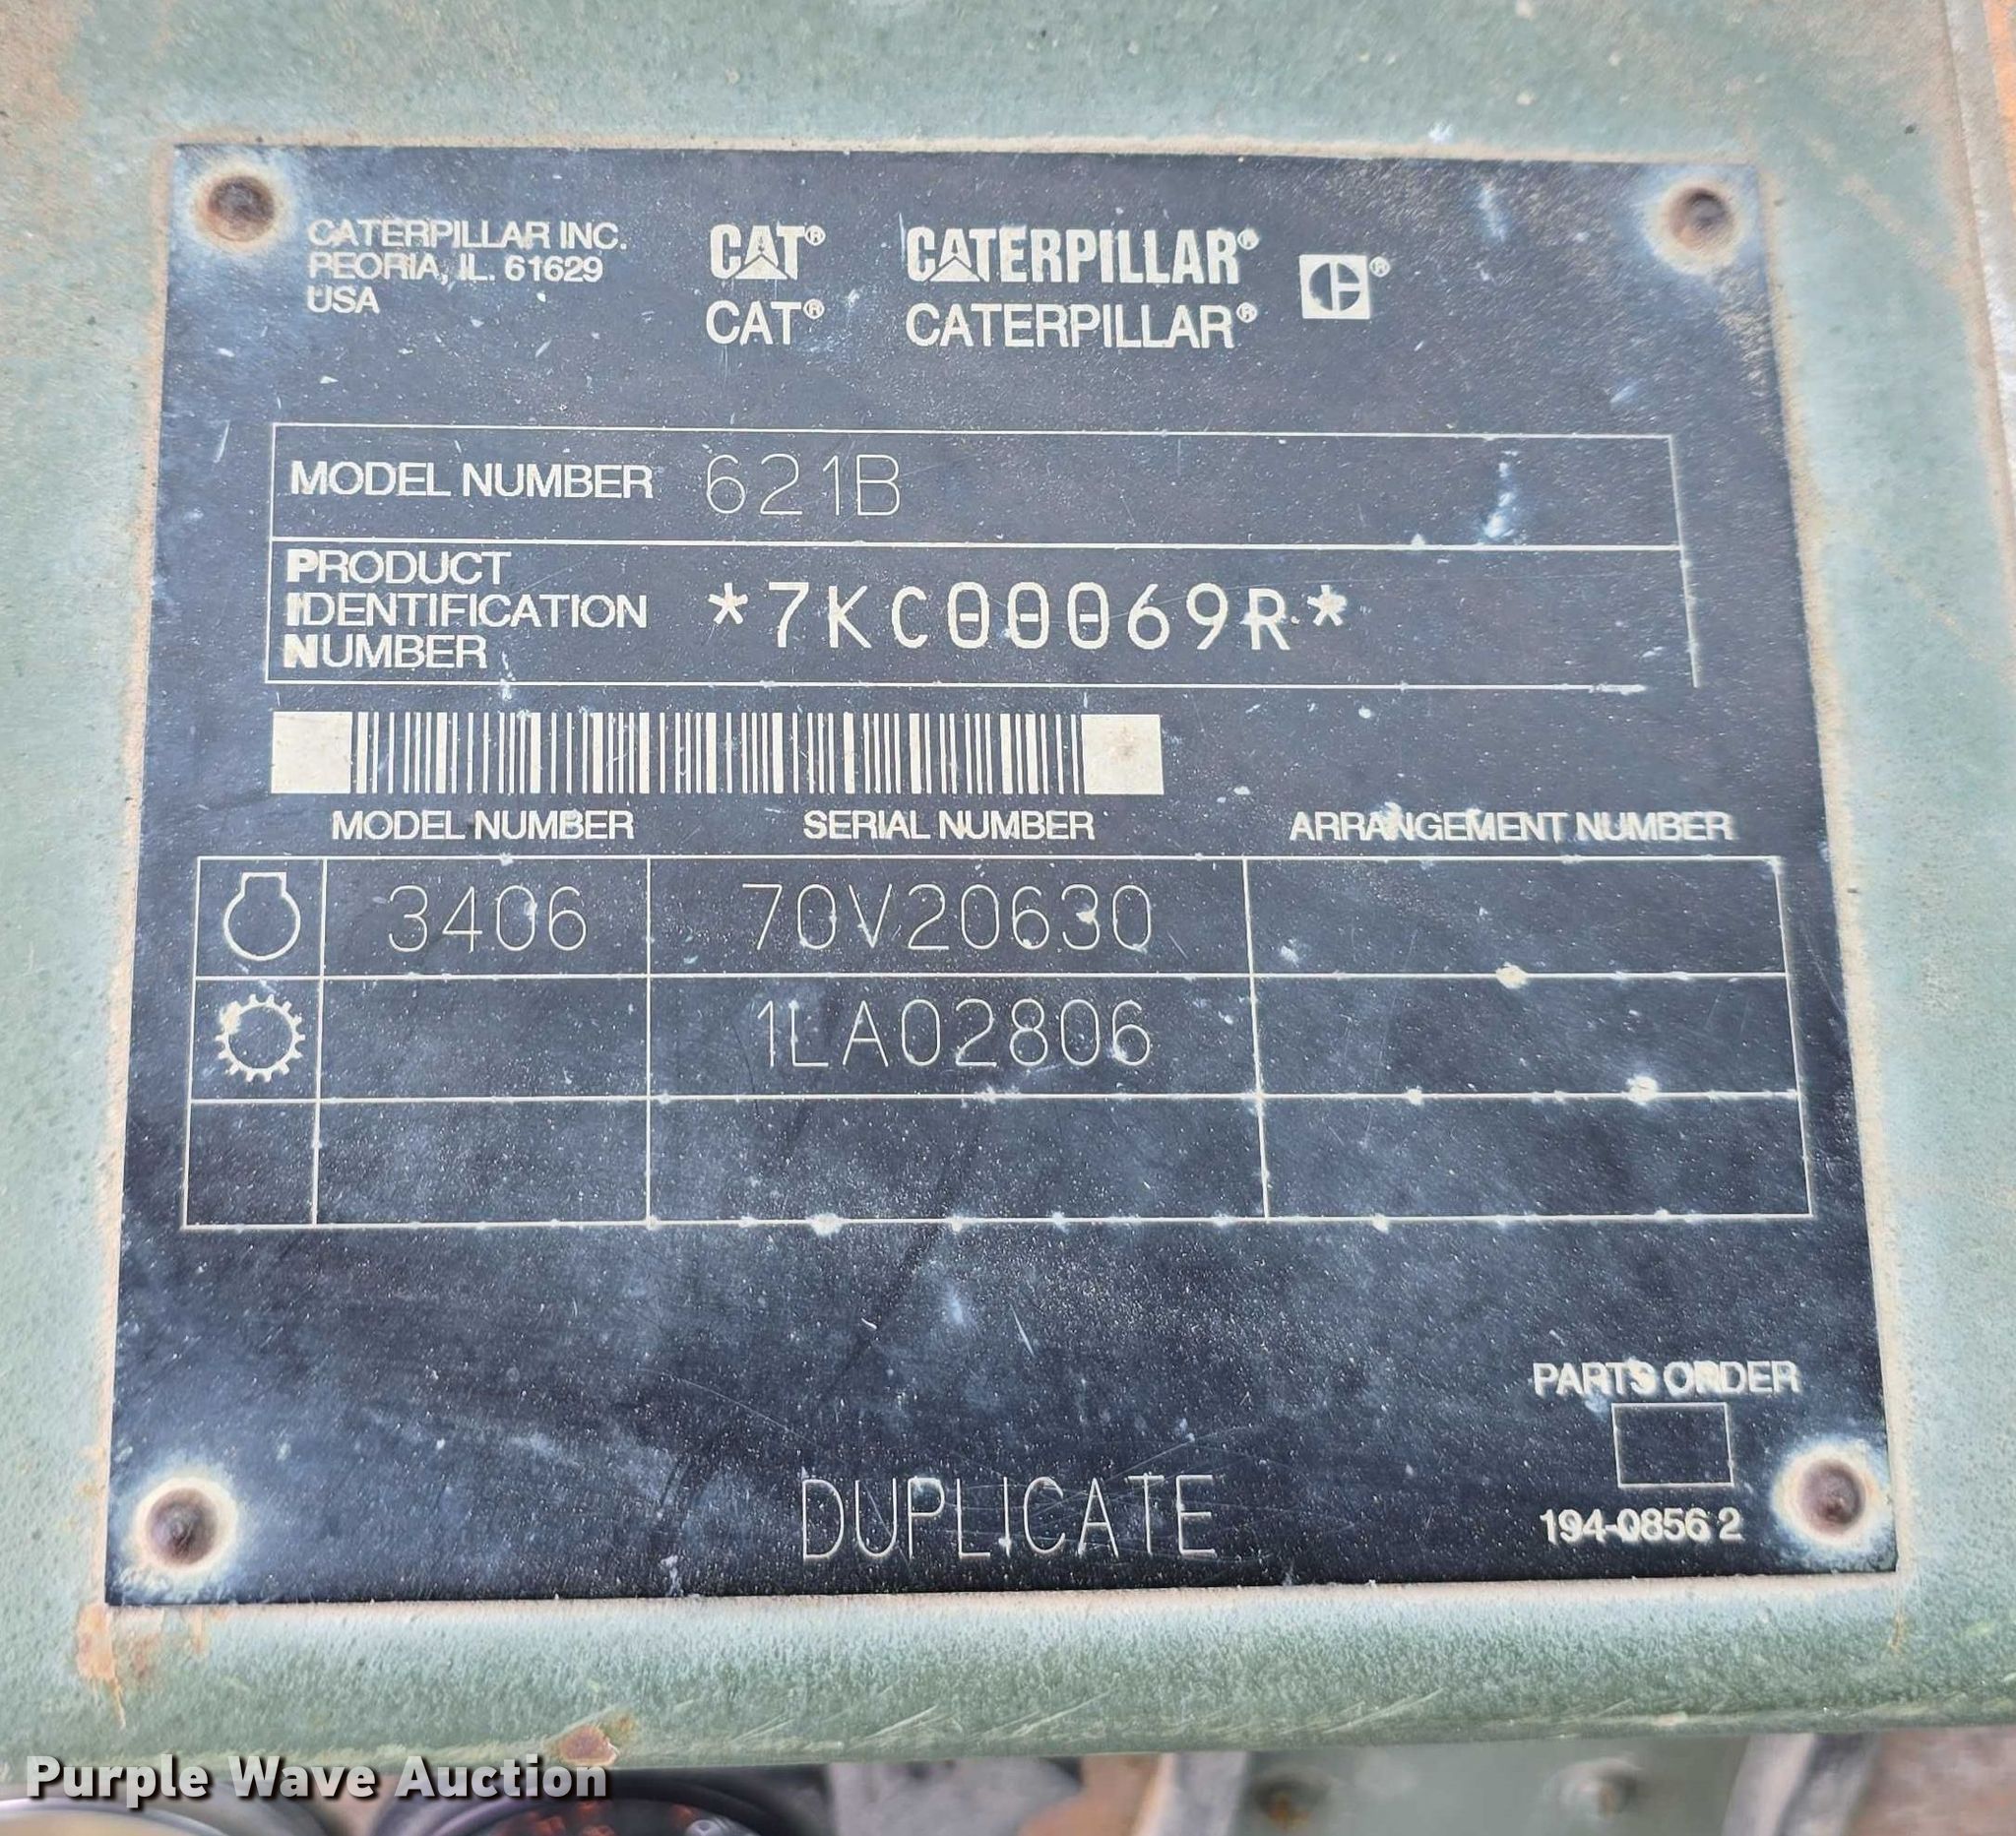 CATERPILLAR INC.
PEORIA, IL. 61629
USA
CAT® CATERPILLAR® ®
CAT® CATERPILLAR®
MODEL NUMBER 621B
PRODUCT
IDENTIFICATION
NUMBER
*7KC00069R*
MODEL NUMBER SERIAL NUMBER ARRANGEMENT NUMBER
3406 70V20630
1LA02806
PARTS ORDER
DUPLICATE
194-0856 2
Purple Wave Auction